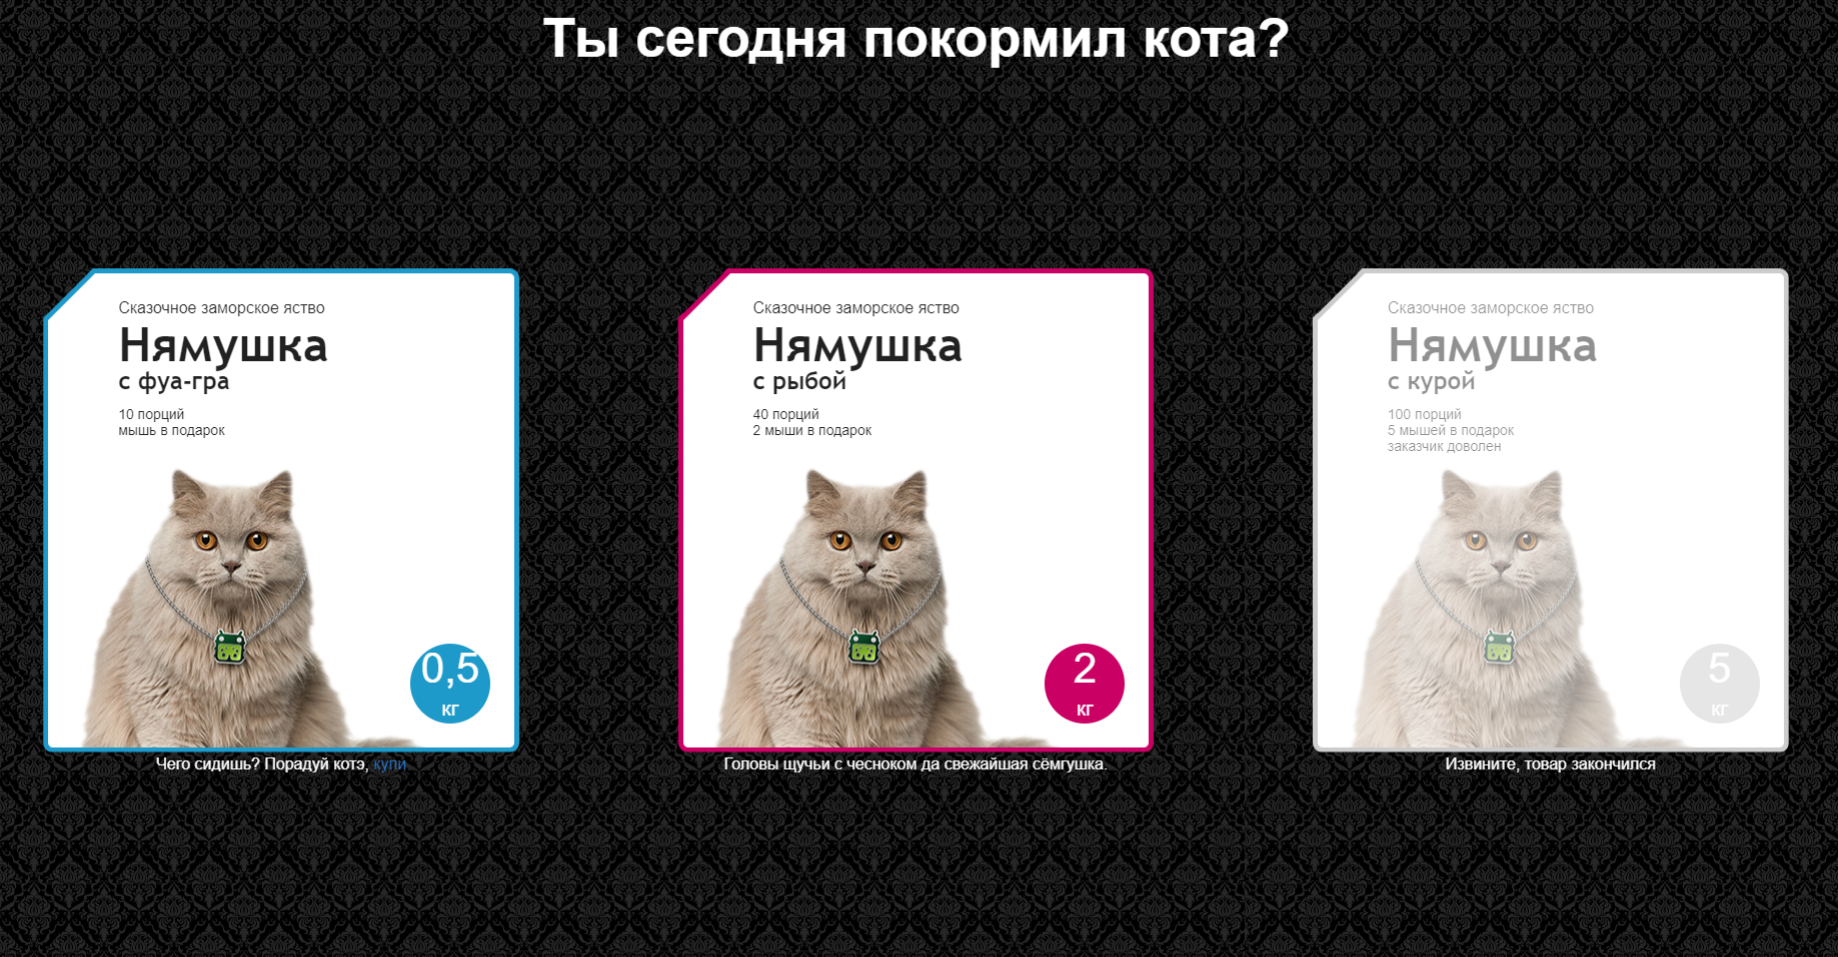 Ты сегодня покормил кота?
Сказочное заморское яство
Нямушка
с фуа-гра
10 порций
мышь в подарок
0,5
кг
Чего сидишь? Порадуй котэ, купи
Сказочное заморское яство
Нямушка
с рыбой
40 порций
2 мыши в подарок
2
кг
Головы щучьи с чесноком да свежайшая сёмгушка.
Сказочное заморское яство
Нямушка
с курой
100 порций
5 мышей в подарок
заказчик доволен
5
кг
Извините, товар закончился